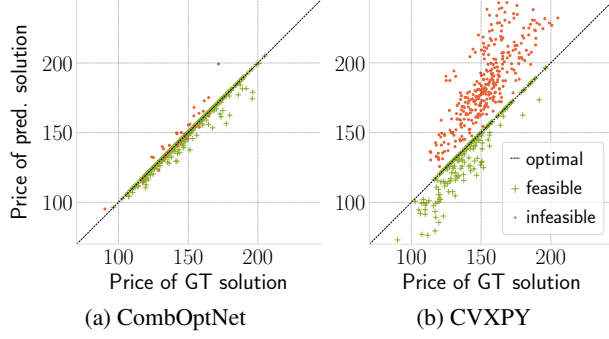 Price of pred. solution
200
150
100
100
150
200
Price of GT solution
(a) CombOptNet
200
150
100
optimal
feasible
infeasible
100
150
200
Price of GT solution
(b) CVXPY